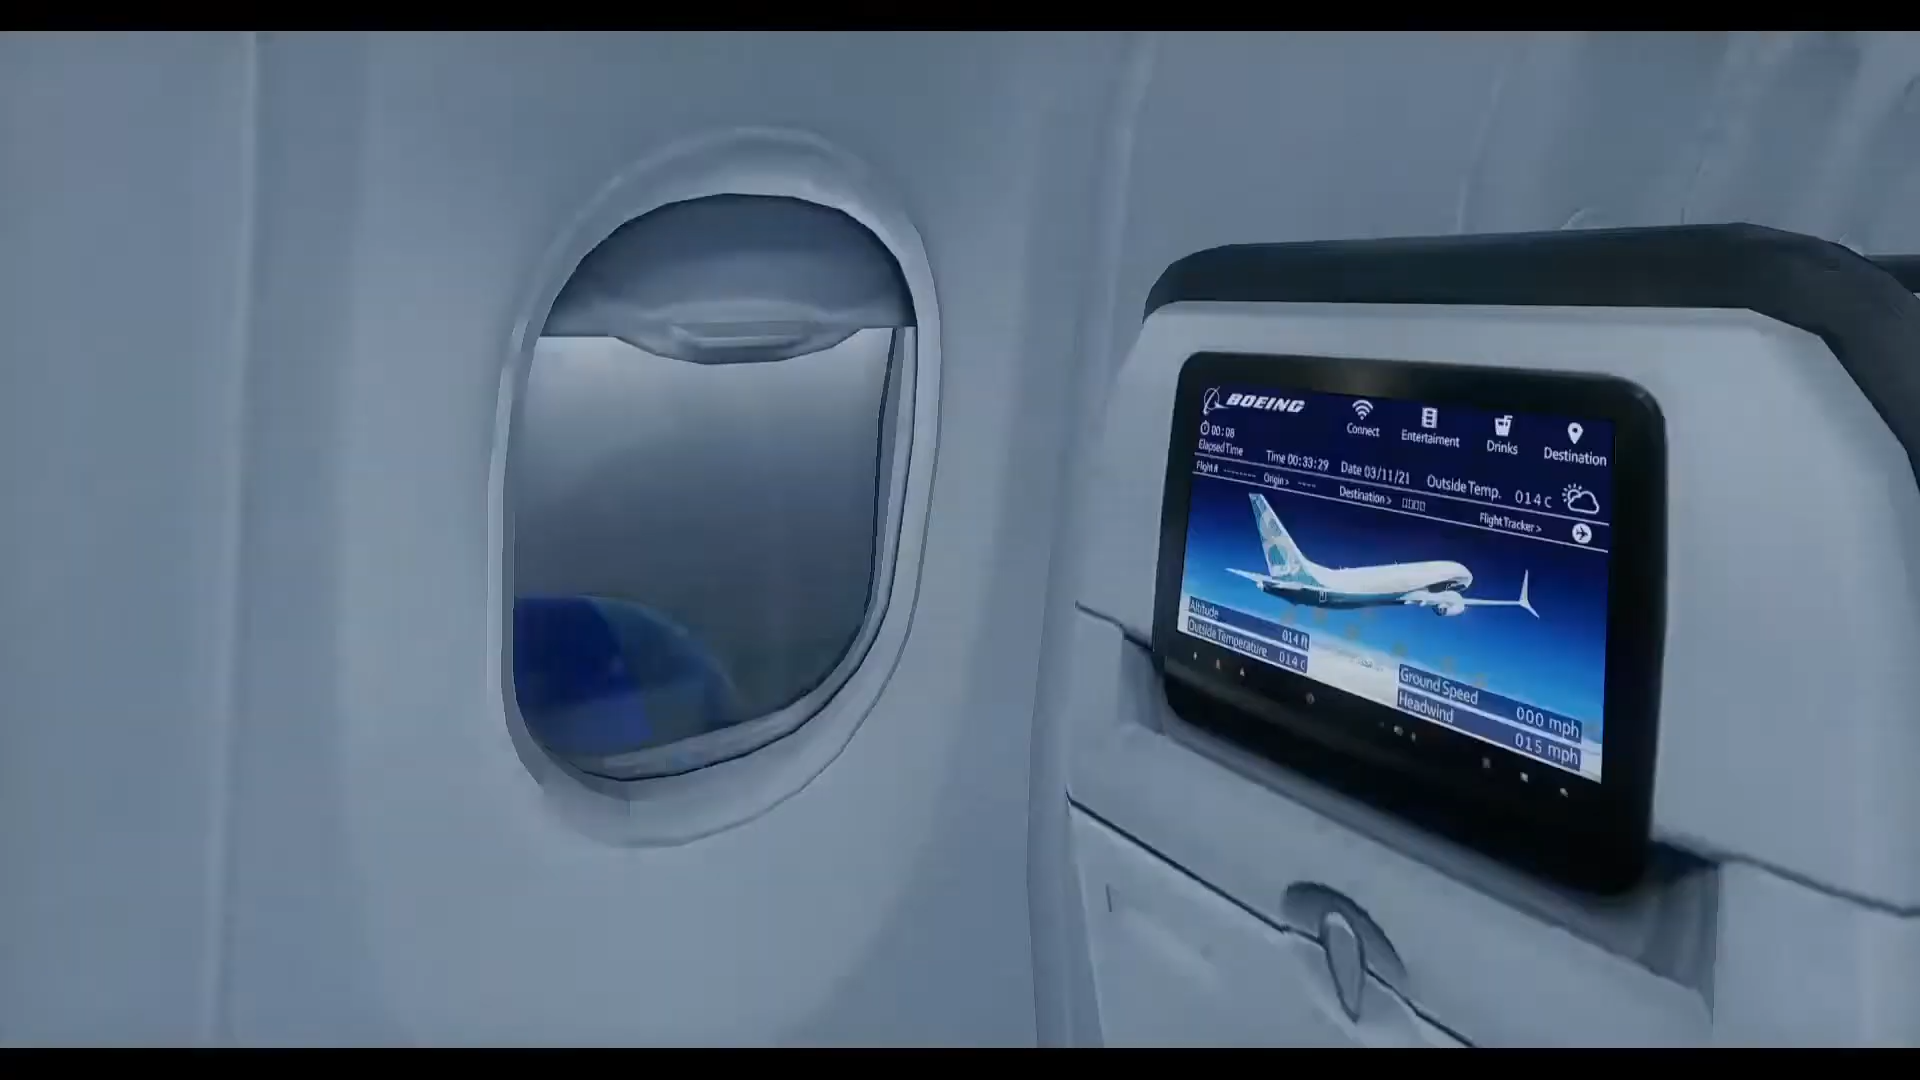 BOEING
Connect
Entertaiment
Drinks
Destination
00:08
Elapsed Time
Time 00:33:29
Date 03/11/21
Outside Temp. 014 c
Flight # --------
Origin> ----
Destination> ▯▯▯▯
Flight Tracker >
Altitude
014 ft
Outside Temperature 014 c
Ground Speed
000 mph
Headwind
015 mph